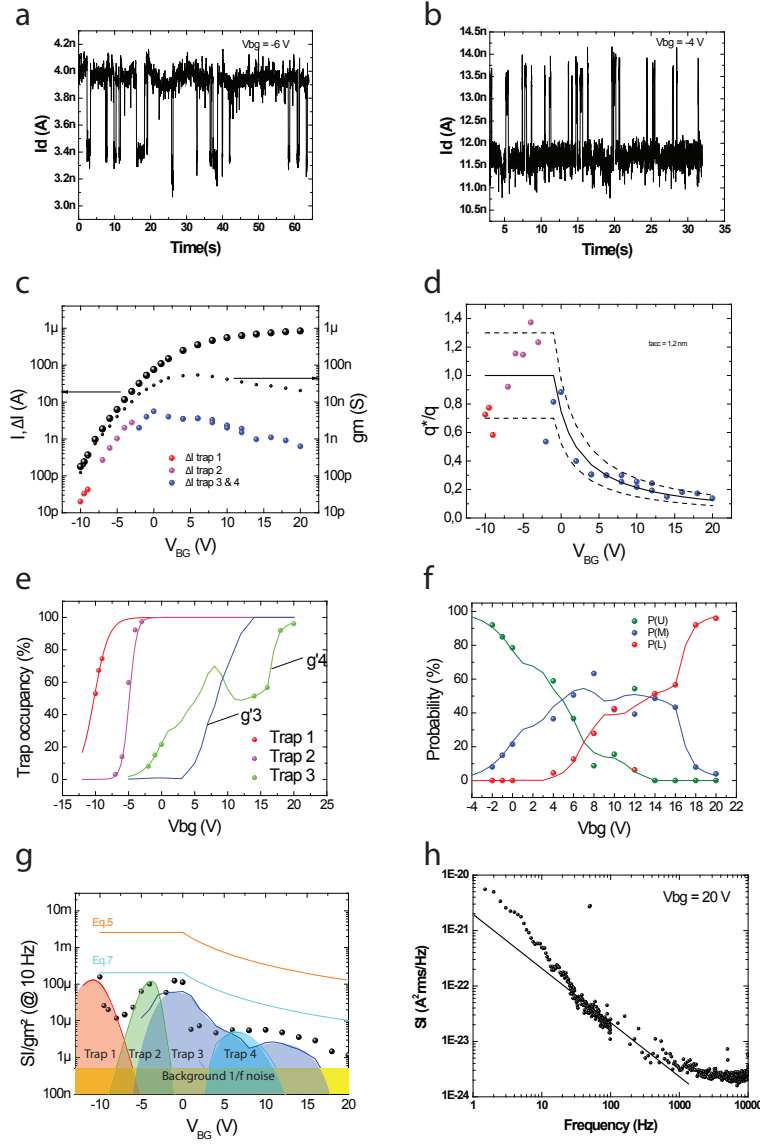 a
Vbg = -6 V
4.2n
4.0n
3.8n
3.6n
3.4n
3.2n
3.0n
Id (A)
0 10 20 30 40 50 60
Time(s)
b
Vbg = -4 V
14.5n
14.0n
13.5n
13.0n
12.5n
12.0n
11.5n
11.0n
10.5n
Id (A)
5 10 15 20 25 30 35
Time(s)
c
1µ
100n
10n
1n
100p
10p
I, ΔI (A)
1µ
100n
10n
1n
100p
10p
gm (S)
ΔI trap 1
ΔI trap 2
ΔI trap 3 & 4
-10 -5 0 5 10 15 20
V_BG (V)
d
1,4
1,2
1,0
0,8
0,6
0,4
0,2
0,0
q*/q
tacc = 1,2 nm
-10 -5 0 5 10 15 20
V_BG (V)
e
100
80
60
40
20
0
Trap occupancy (%)
g'4
g'3
Trap 1
Trap 2
Trap 3
-15 -10 -5 0 5 10 15 20 25
Vbg (V)
f
100
80
60
40
20
0
Probability (%)
P(U)
P(M)
P(L)
-4 -2 0 2 4 6 8 10 12 14 16 18 20 22
Vbg (V)
g
10m
1m
100µ
10µ
1µ
100n
SI/gm² (@ 10 Hz)
Eq.5
Eq.7
Trap 1 Trap 2 Trap 3 Trap 4
Background 1/f noise
-10 -5 0 5 10 15 20
V_BG (V)
h
Vbg = 20 V
1E-20
1E-21
1E-22
1E-23
1E-24
SI (A²rms/Hz)
1 10 100 1000 10000
Frequency (Hz)